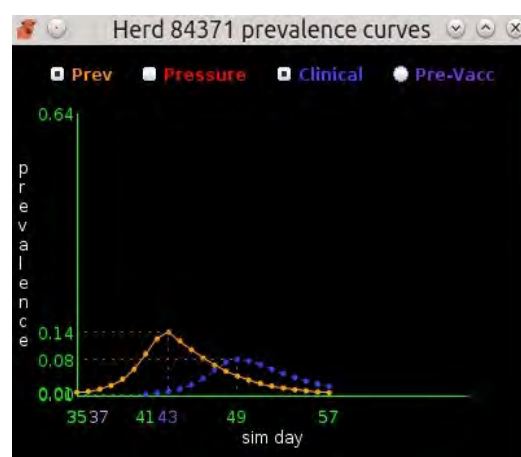 Herd 84371 prevalence curves
Prev Pressure Clinical Pre-Vacc
0.64
prevalence
0.14
0.08
0.00
35 37 41 43 49 57
sim day